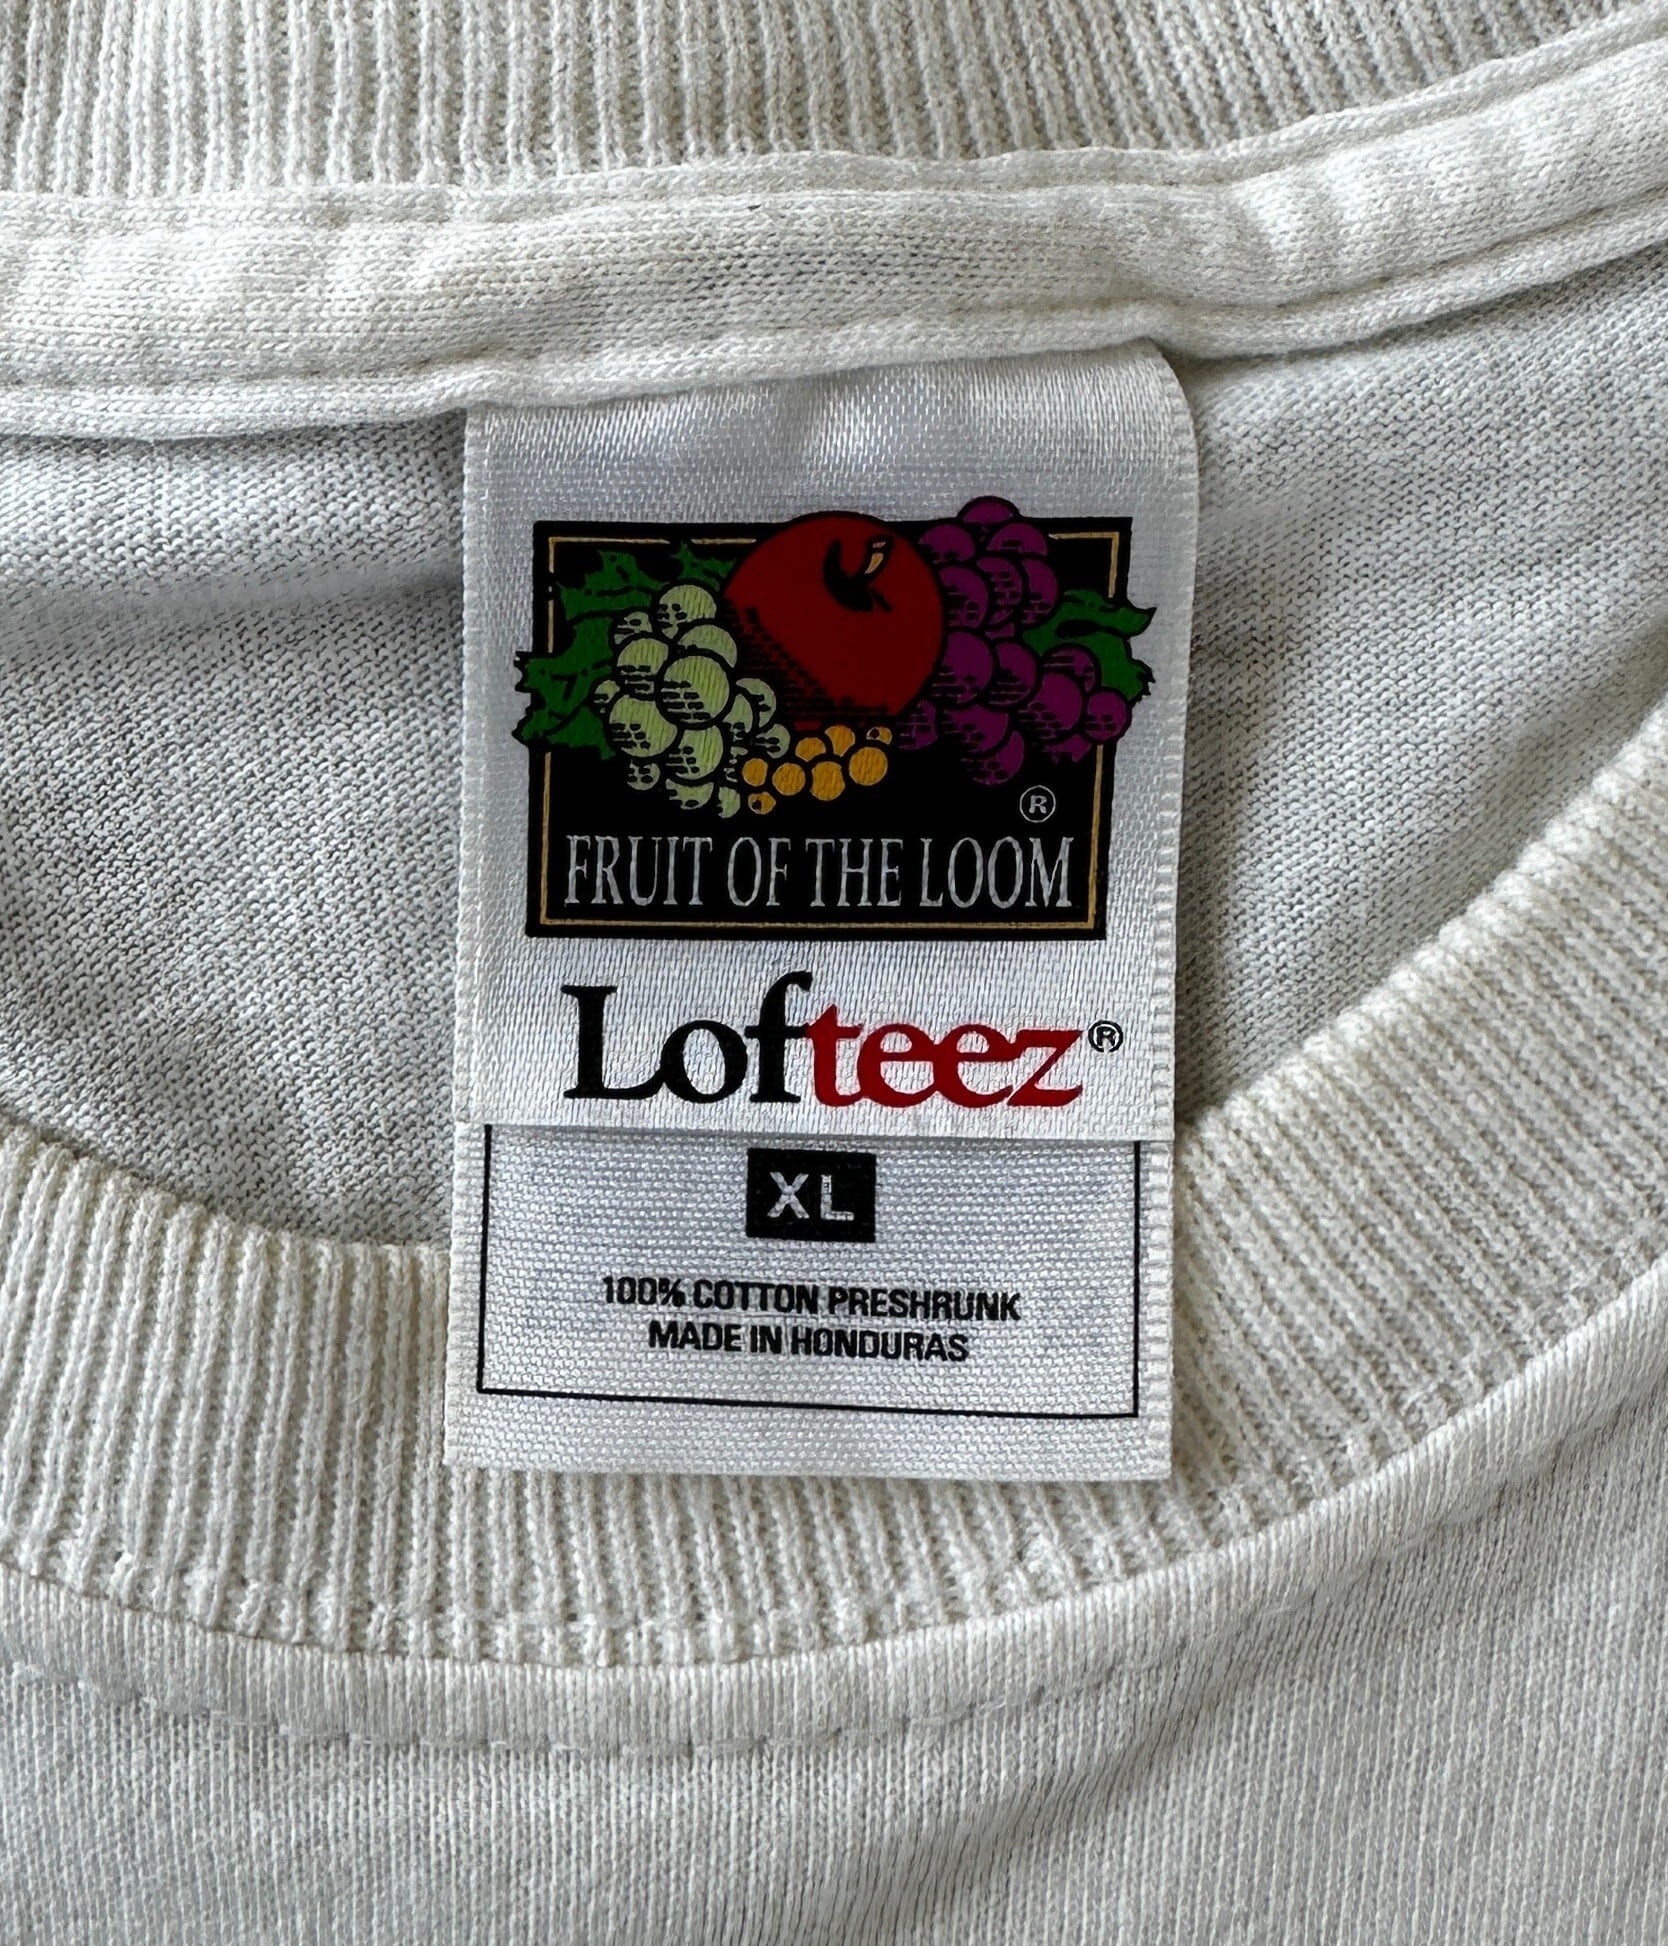 ®
FRUIT OF THE LOOM
Lofteez®
XL
100% COTTON PRESHRUNK
MADE IN HONDURAS